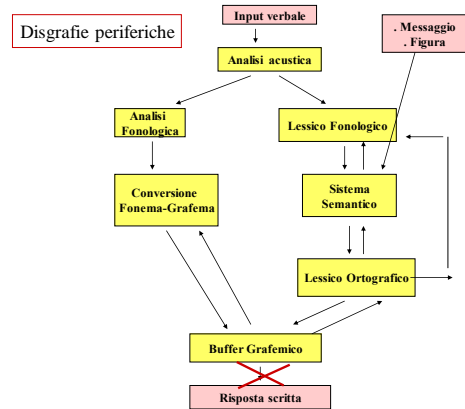 Disgrafie periferiche
Input verbale
. Messaggio
. Figura
Analisi acustica
Analisi
Fonologica
Lessico Fonologico
Conversione
Fonema-Grafema
Sistema
Semantico
Lessico Ortografico
Buffer Grafemico
Risposta scritta